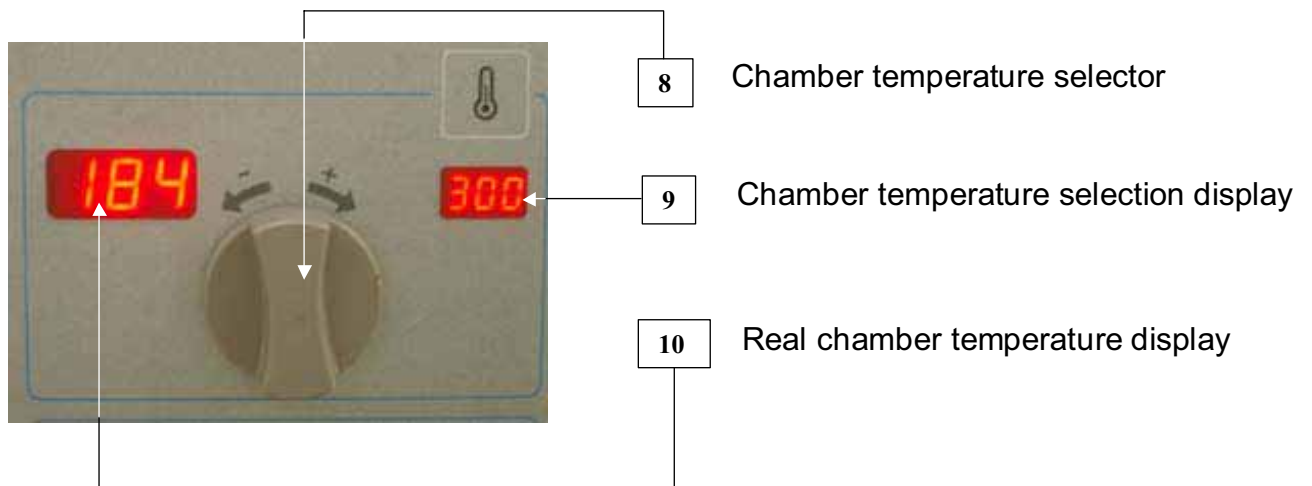 8 Chamber temperature selector
184
- +
300
9 Chamber temperature selection display
10 Real chamber temperature display